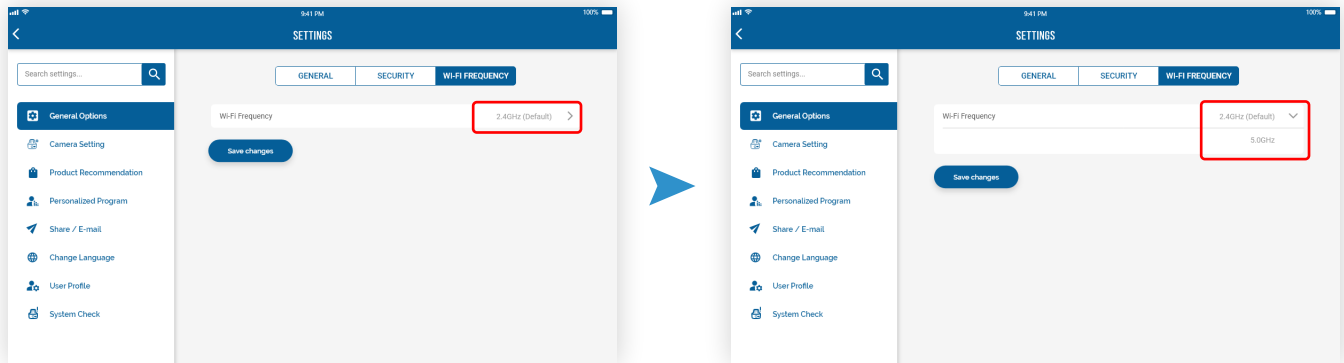 9:41 PM
100%
SETTINGS
Search settings...
GENERAL
SECURITY
WI-FI FREQUENCY
General Options
Wi-Fi Frequency
2.4GHz (Default)
Camera Setting
Save changes
Product Recommendation
Personalized Program
Share / E-mail
Change Language
User Profile
System Check
9:41 PM
100%
SETTINGS
Search settings...
GENERAL
SECURITY
WI-FI FREQUENCY
General Options
Wi-Fi Frequency
2.4GHz (Default)
5.0GHz
Camera Setting
Product Recommendation
Save changes
Personalized Program
Share / E-mail
Change Language
User Profile
System Check